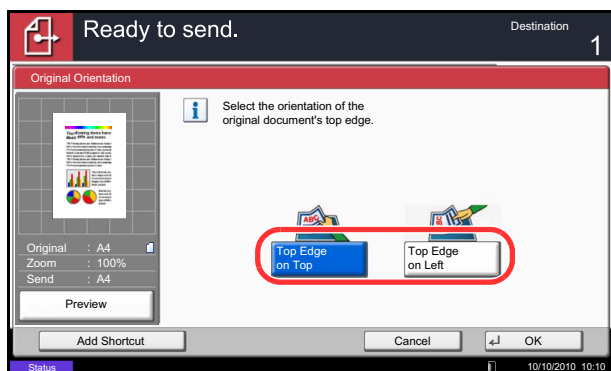 Ready to send.
Destination
1
Original Orientation
Select the orientation of the
original document's top edge.
ABC
Top Edge
on Top
Top Edge
on Left
Original : A4
Zoom : 100%
Send : A4
Preview
Add Shortcut
Cancel
OK
Status
10/10/2010 10:10